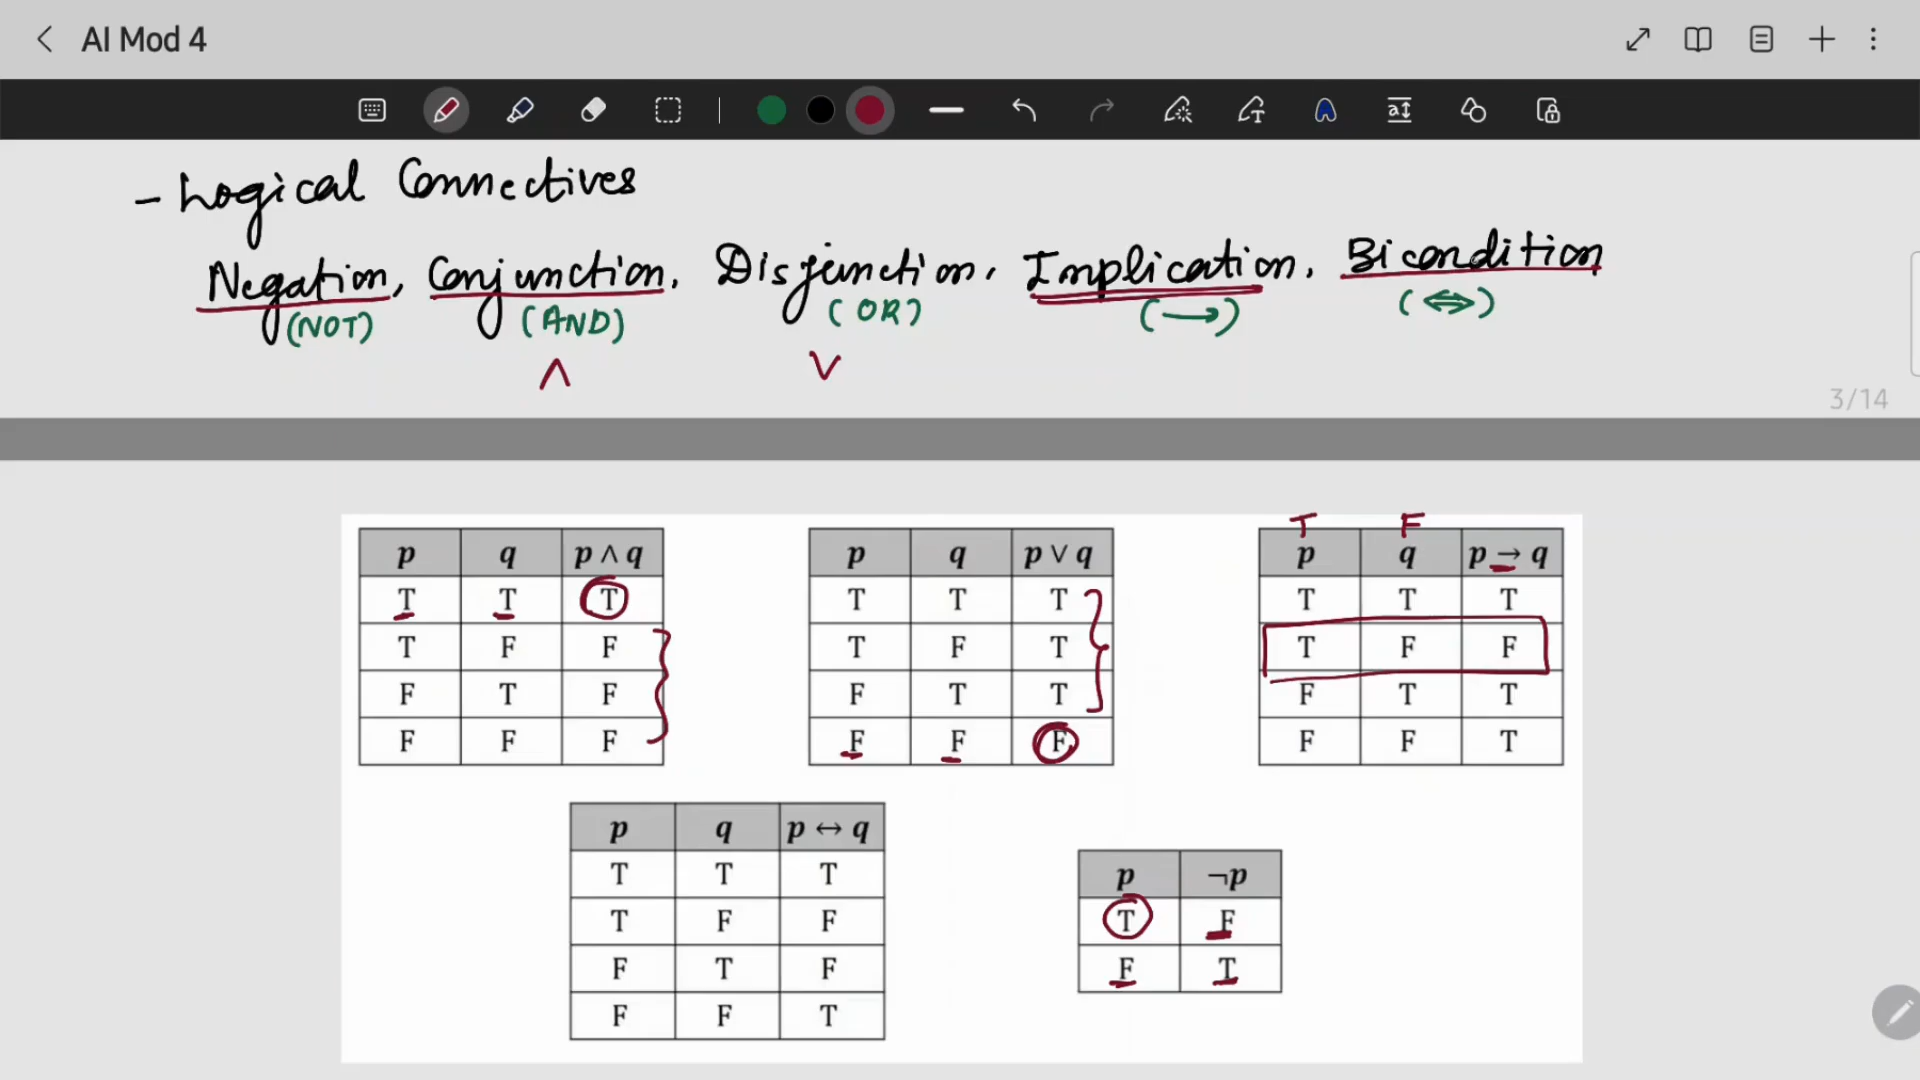 AI Mod 4
- Logical Connectives
Negation, Conjunction, Disjunction, Implication, Bicondition
(NOT) (AND) (OR) (→) (⇔)
∧ ∨
3/14
T F
p q p ∧ q
T T T
T F F
F T F
F F F
p q p ∨ q
T T T
T F T
F T T
F F F
p q p → q
T T T
T F F
F T T
F F T
p q p ↔ q
T T T
T F F
F T F
F F T
p ¬p
T F
F T